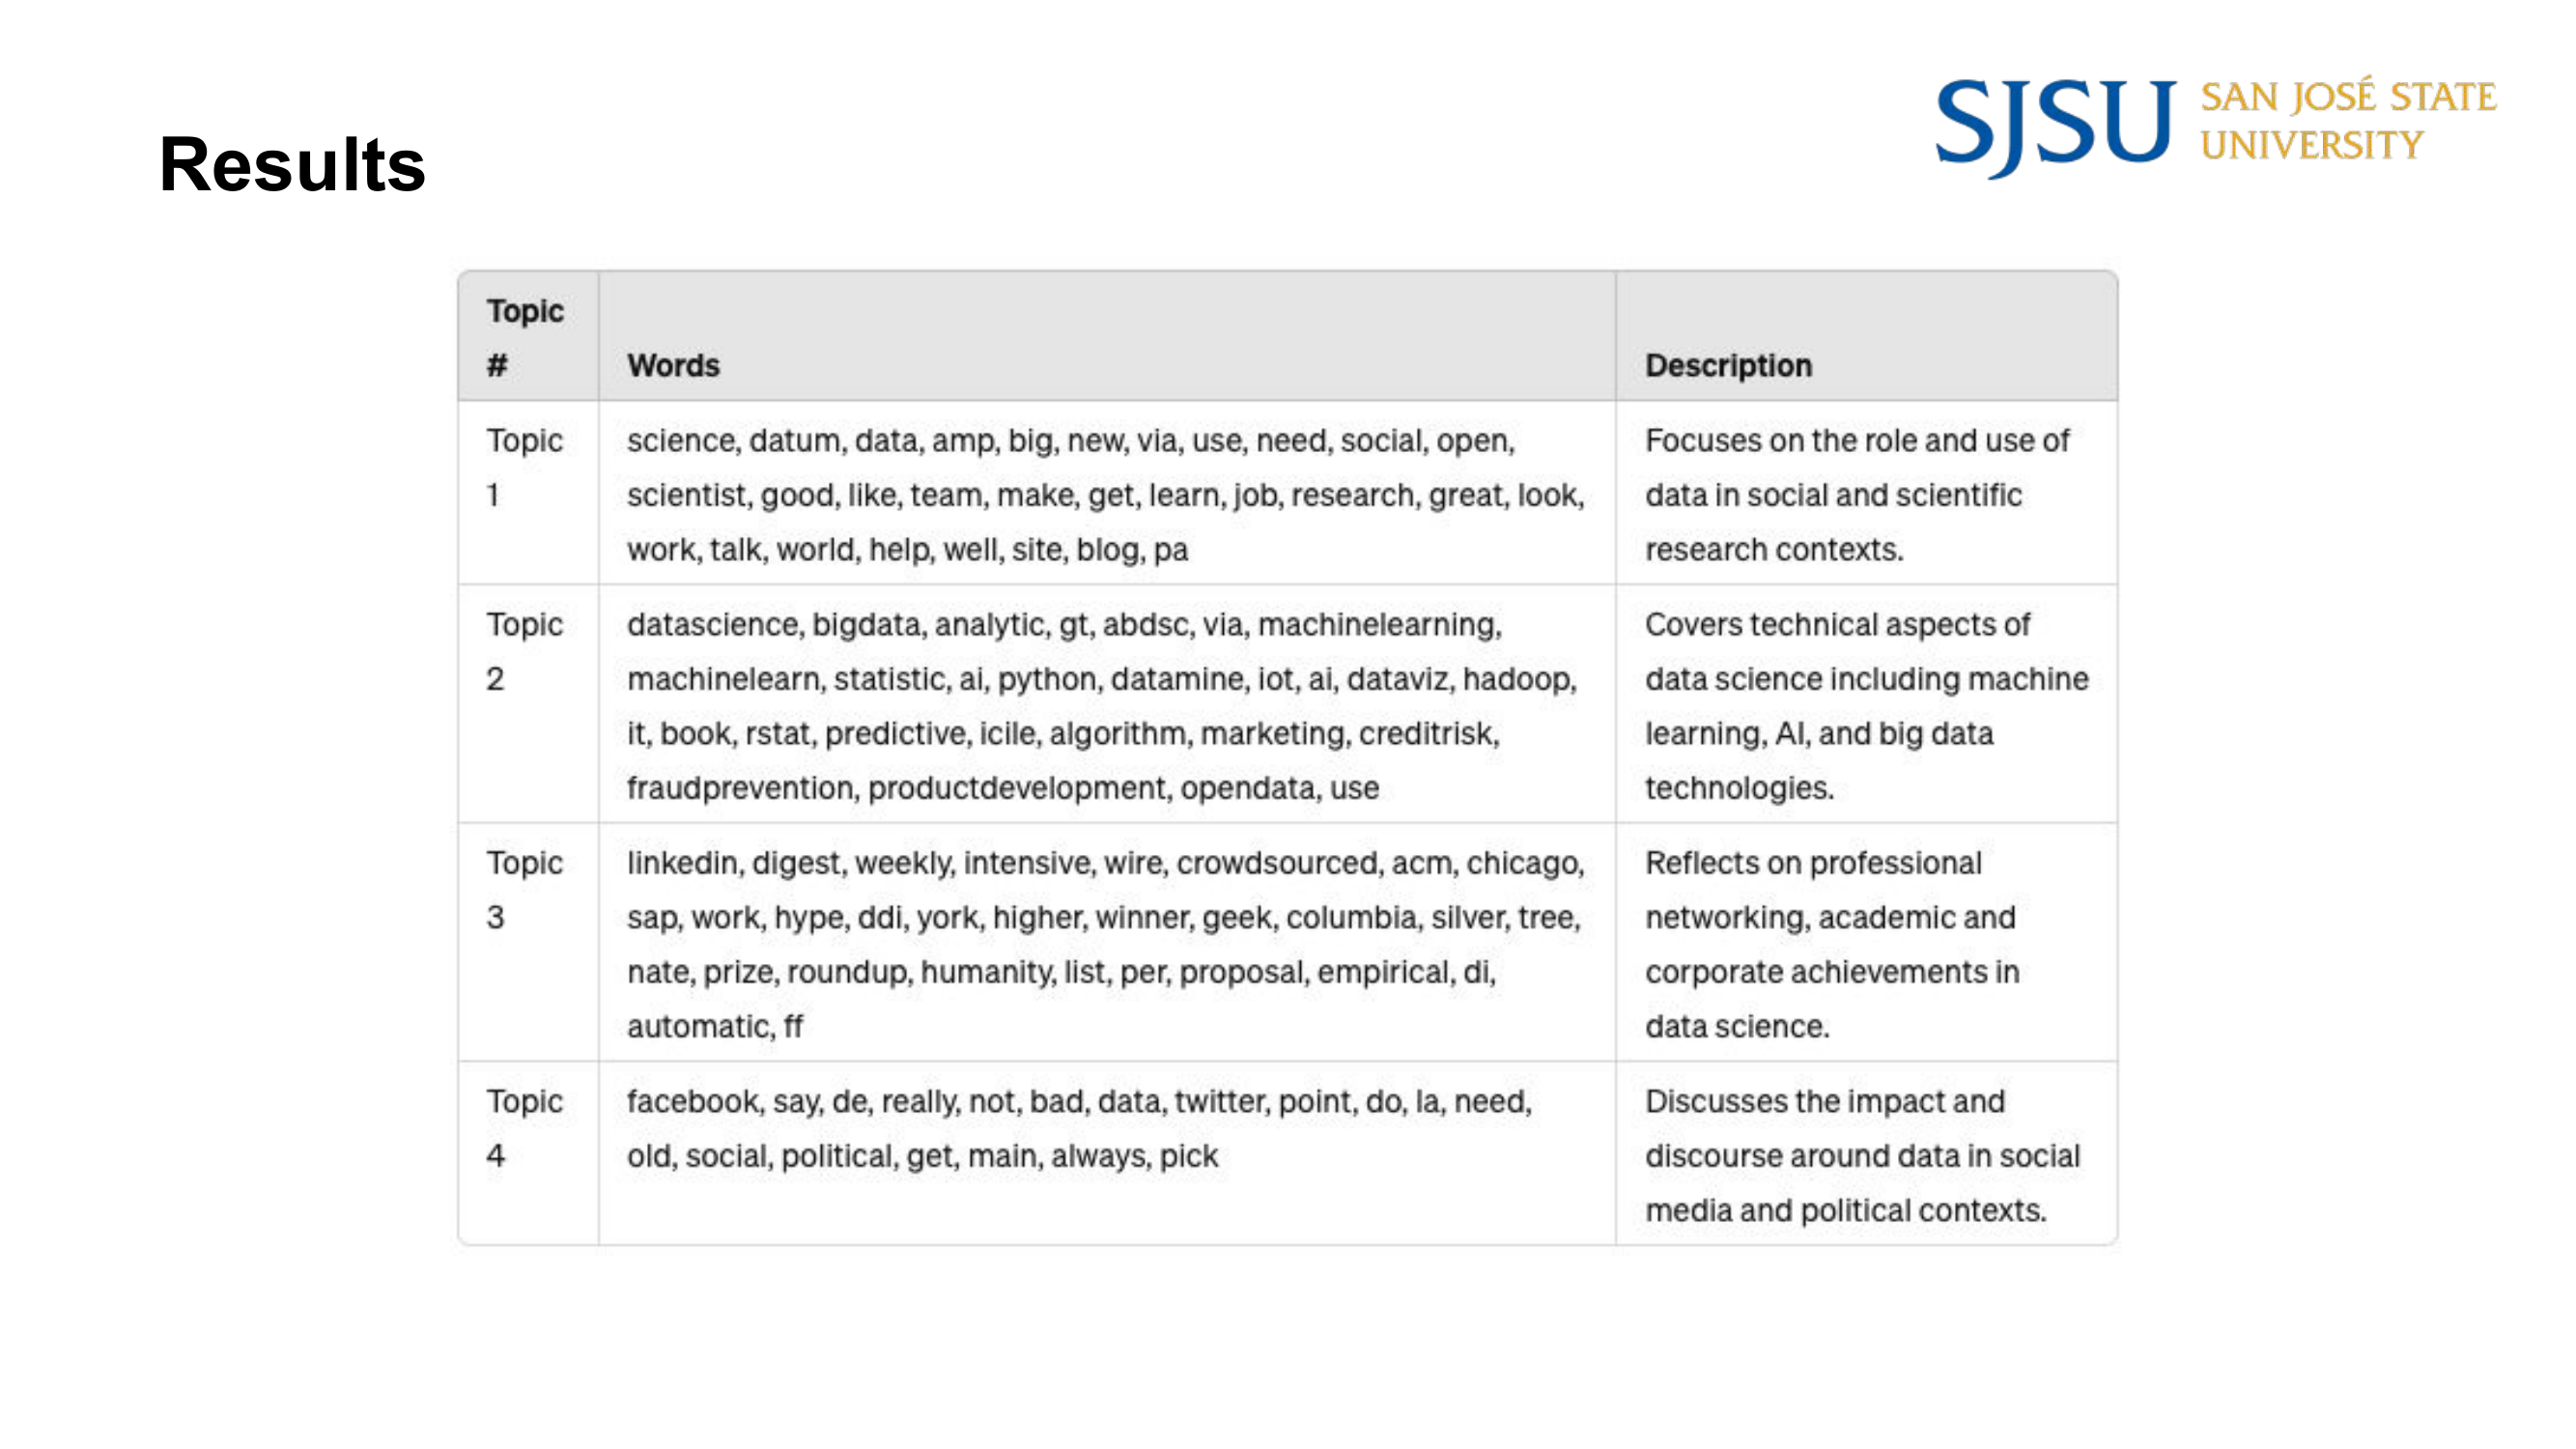 SJSU SAN JOSÉ STATE
UNIVERSITY
Results
Topic
#
Words
Description
Topic
1
science, datum, data, amp, big, new, via, use, need, social, open,
scientist, good, like, team, make, get, learn, job, research, great, look,
work, talk, world, help, well, site, blog, pa
Focuses on the role and use of
data in social and scientific
research contexts.
Topic
2
datascience, bigdata, analytic, gt, abdsc, via, machinelearning,
machinelearn, statistic, ai, python, datamine, iot, ai, dataviz, hadoop,
it, book, rstat, predictive, icile, algorithm, marketing, creditrisk,
fraudprevention, productdevelopment, opendata, use
Covers technical aspects of
data science including machine
learning, AI, and big data
technologies.
Topic
3
linkedin, digest, weekly, intensive, wire, crowdsourced, acm, chicago,
sap, work, hype, ddi, york, higher, winner, geek, columbia, silver, tree,
nate, prize, roundup, humanity, list, per, proposal, empirical, di,
automatic, ff
Reflects on professional
networking, academic and
corporate achievements in
data science.
Topic
4
facebook, say, de, really, not, bad, data, twitter, point, do, la, need,
old, social, political, get, main, always, pick
Discusses the impact and
discourse around data in social
media and political contexts.